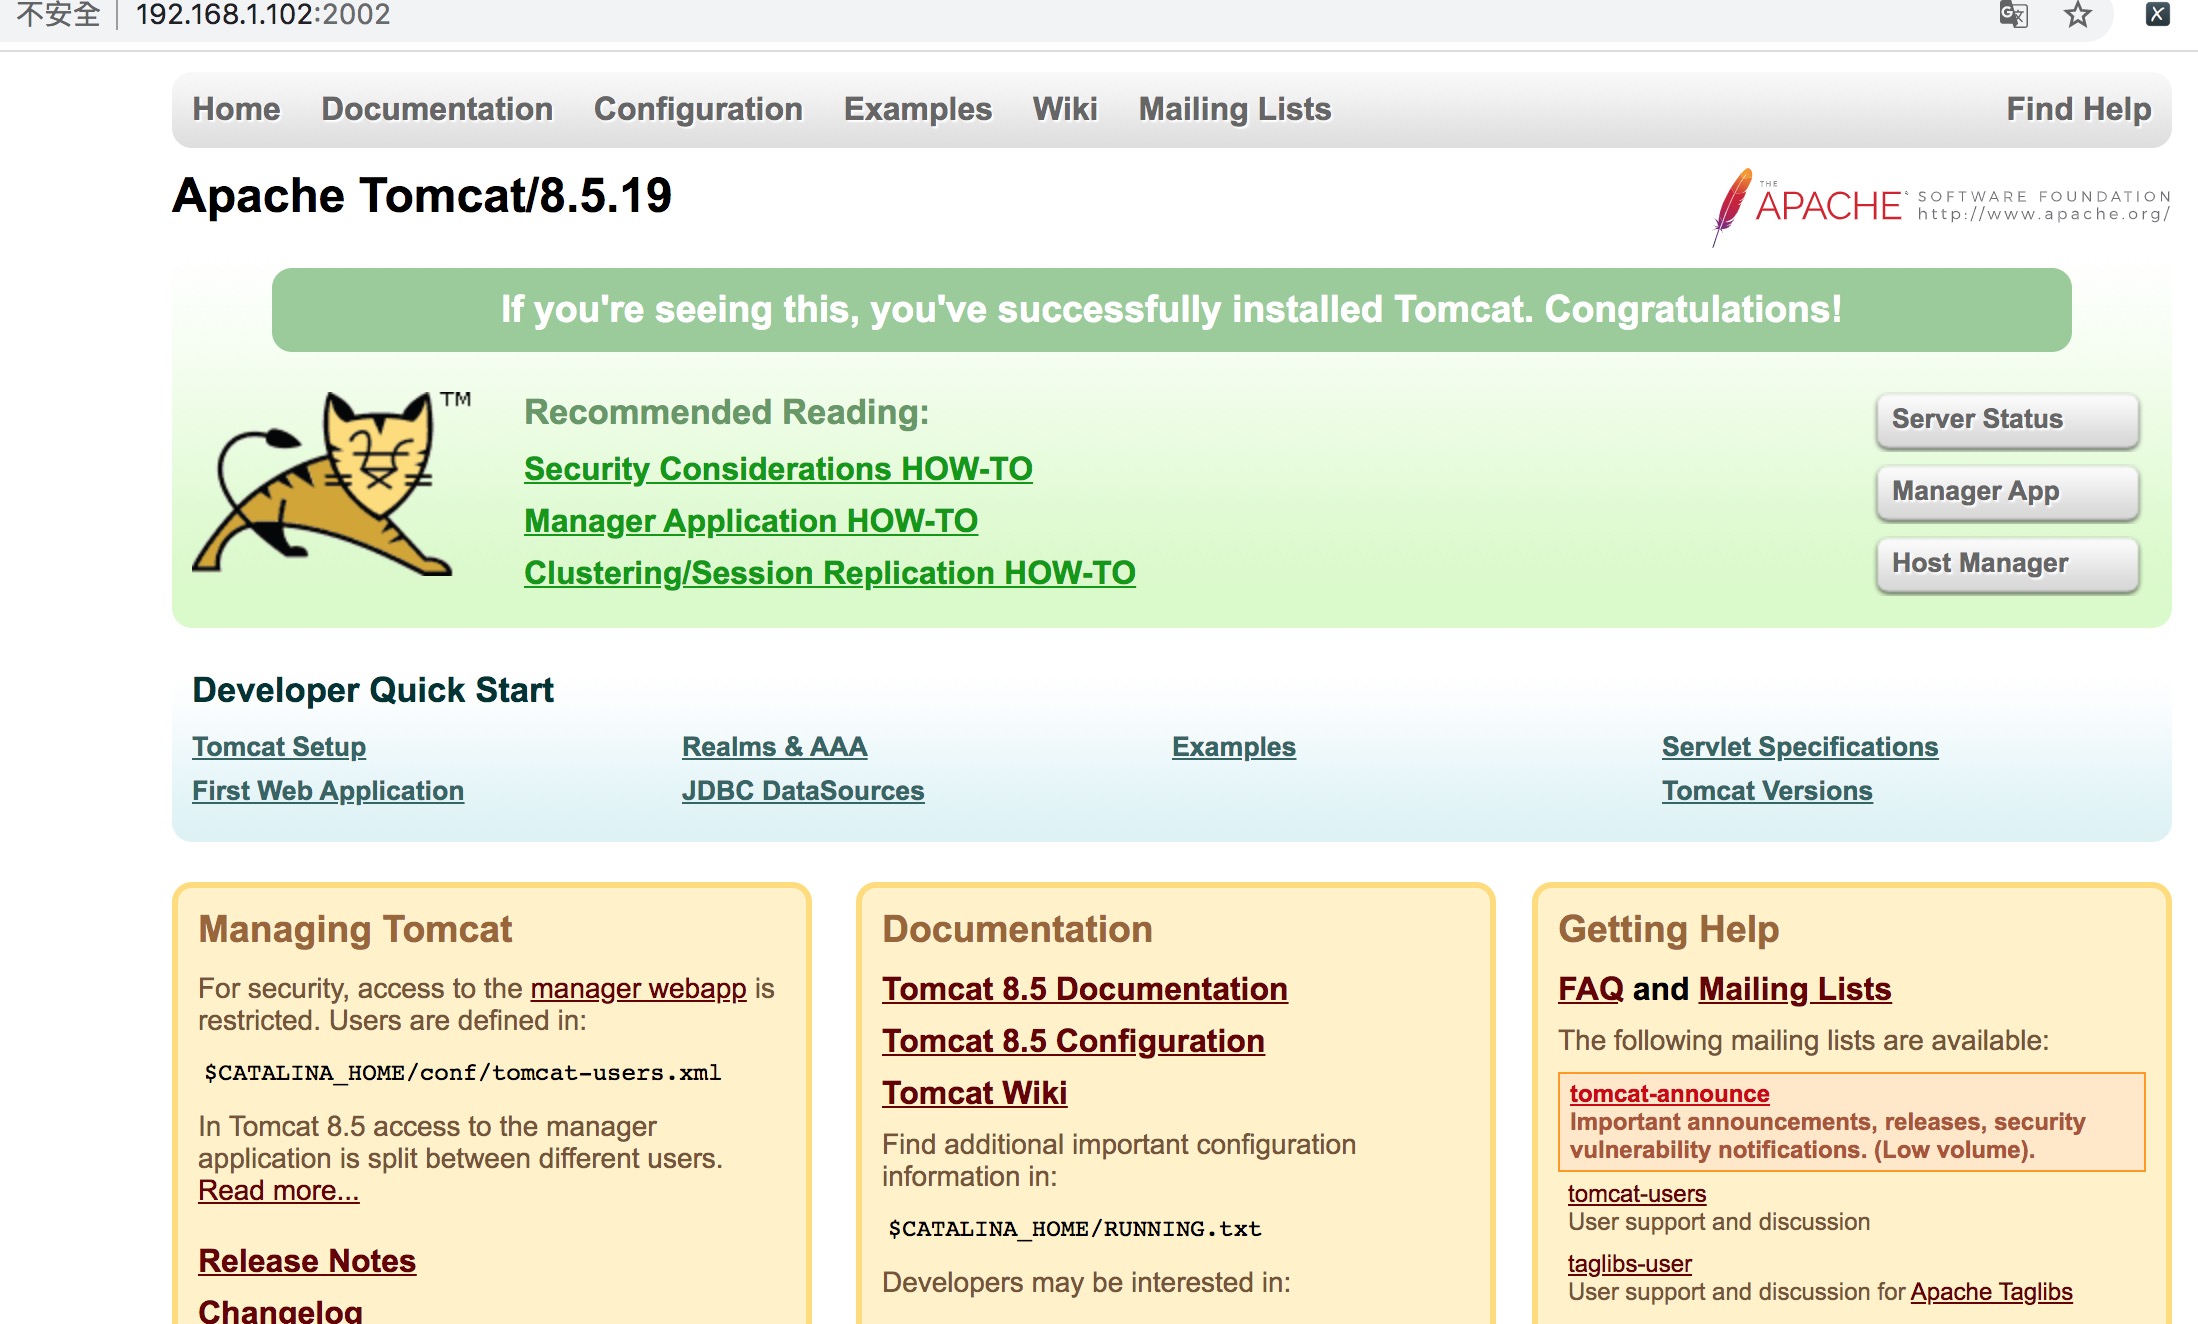 不安全 192.168.1.102:2002
Home Documentation Configuration Examples Wiki Mailing Lists Find Help
Apache Tomcat/8.5.19
THE APACHE SOFTWARE FOUNDATION
http://www.apache.org/
If you're seeing this, you've successfully installed Tomcat. Congratulations!
TM
Recommended Reading:
Security Considerations HOW-TO
Manager Application HOW-TO
Clustering/Session Replication HOW-TO
Server Status
Manager App
Host Manager
Developer Quick Start
Tomcat Setup
First Web Application
Realms & AAA
JDBC DataSources
Examples
Servlet Specifications
Tomcat Versions
Managing Tomcat
For security, access to the manager webapp is
restricted. Users are defined in:
$CATALINA_HOME/conf/tomcat-users.xml
In Tomcat 8.5 access to the manager
application is split between different users.
Read more...
Release Notes
Changelog
Documentation
Tomcat 8.5 Documentation
Tomcat 8.5 Configuration
Tomcat Wiki
Find additional important configuration
information in:
$CATALINA_HOME/RUNNING.txt
Developers may be interested in:
Getting Help
FAQ and Mailing Lists
The following mailing lists are available:
tomcat-announce
Important announcements, releases, security
vulnerability notifications. (Low volume).
tomcat-users
User support and discussion
taglibs-user
User support and discussion for Apache Taglibs